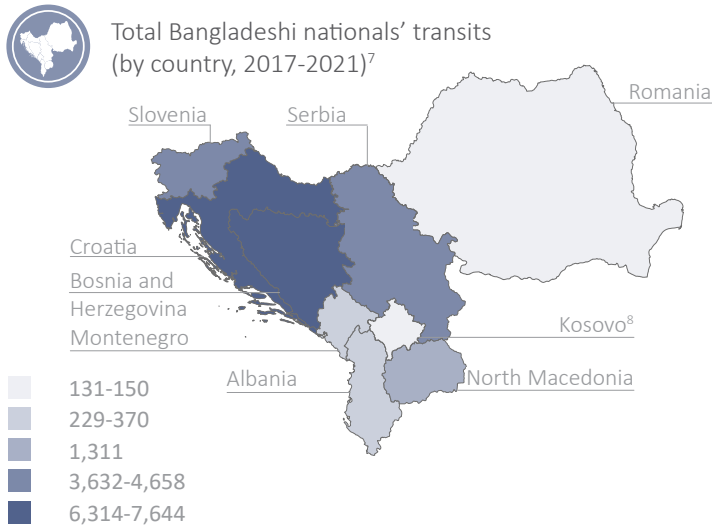 Total Bangladeshi nationals’ transits
(by country, 2017-2021)⁷
Romania
Slovenia
Serbia
Croatia
Bosnia and
Herzegovina
Montenegro
Kosovo⁸
Albania
North Macedonia
131-150
229-370
1,311
3,632-4,658
6,314-7,644